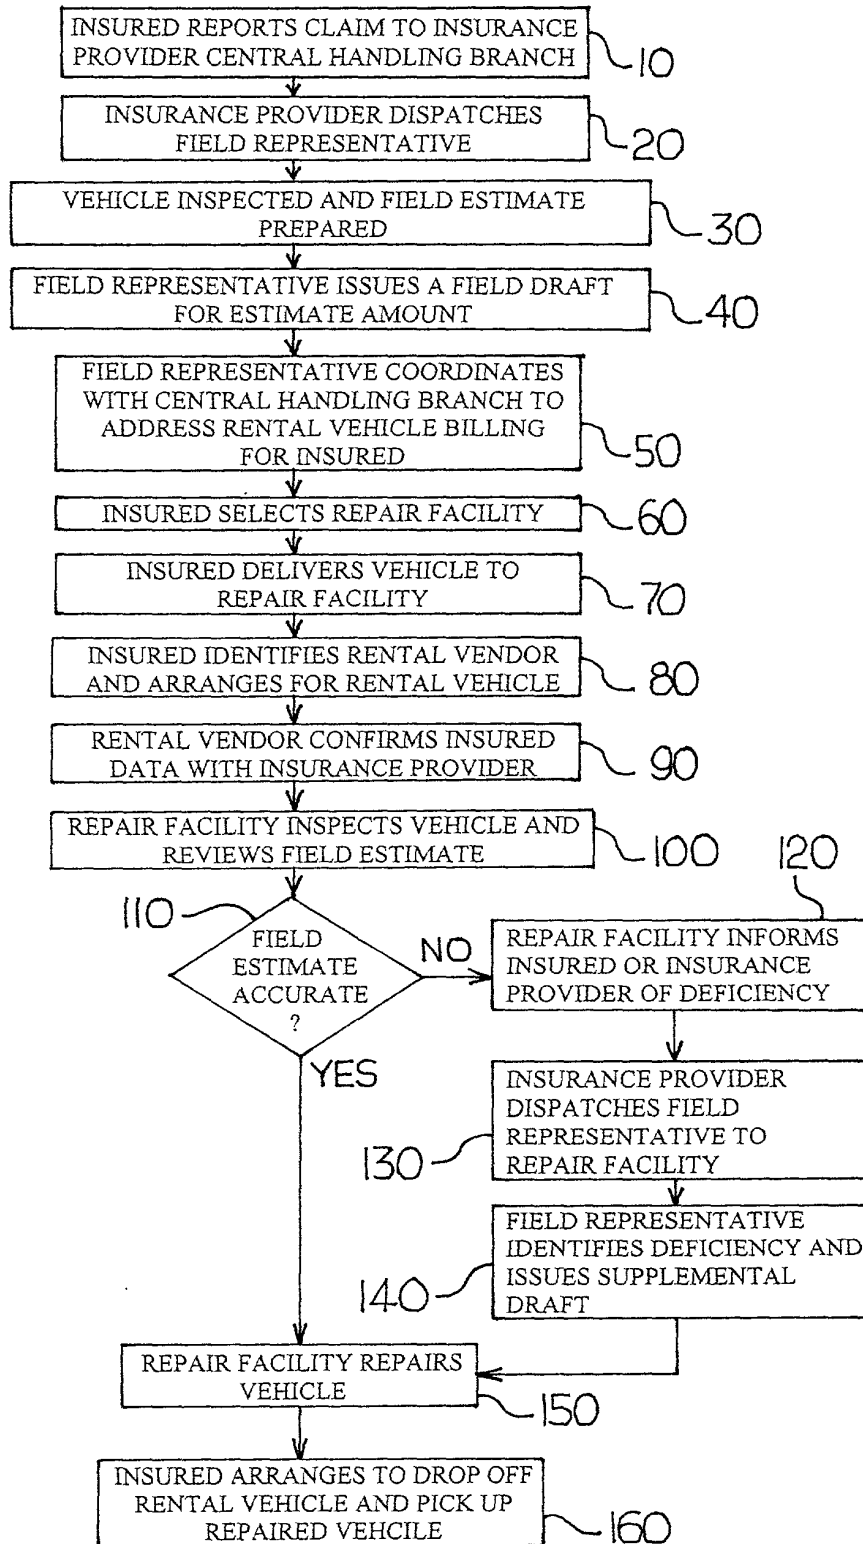 INSURED REPORTS CLAIM TO INSURANCE
PROVIDER CENTRAL HANDLING BRANCH
10
INSURANCE PROVIDER DISPATCHES
FIELD REPRESENTATIVE
20
VEHICLE INSPECTED AND FIELD ESTIMATE
PREPARED
30
FIELD REPRESENTATIVE ISSUES A FIELD DRAFT
FOR ESTIMATE AMOUNT
40
FIELD REPRESENTATIVE COORDINATES
WITH CENTRAL HANDLING BRANCH TO
ADDRESS RENTAL VEHICLE BILLING
FOR INSURED
50
INSURED SELECTS REPAIR FACILITY
60
INSURED DELIVERS VEHICLE TO
REPAIR FACILITY
70
INSURED IDENTIFIES RENTAL VENDOR
AND ARRANGES FOR RENTAL VEHICLE
80
RENTAL VENDOR CONFIRMS INSURED
DATA WITH INSURANCE PROVIDER
90
REPAIR FACILITY INSPECTS VEHICLE AND
REVIEWS FIELD ESTIMATE
100
110
FIELD
ESTIMATE
ACCURATE
?
NO
YES
120
REPAIR FACILITY INFORMS
INSURED OR INSURANCE
PROVIDER OF DEFICIENCY
INSURANCE PROVIDER
DISPATCHES FIELD
REPRESENTATIVE TO
REPAIR FACILITY
130
FIELD REPRESENTATIVE
IDENTIFIES DEFICIENCY AND
ISSUES SUPPLEMENTAL
DRAFT
140
REPAIR FACILITY REPAIRS
VEHICLE
150
INSURED ARRANGES TO DROP OFF
RENTAL VEHICLE AND PICK UP
REPAIRED VEHCILE
160